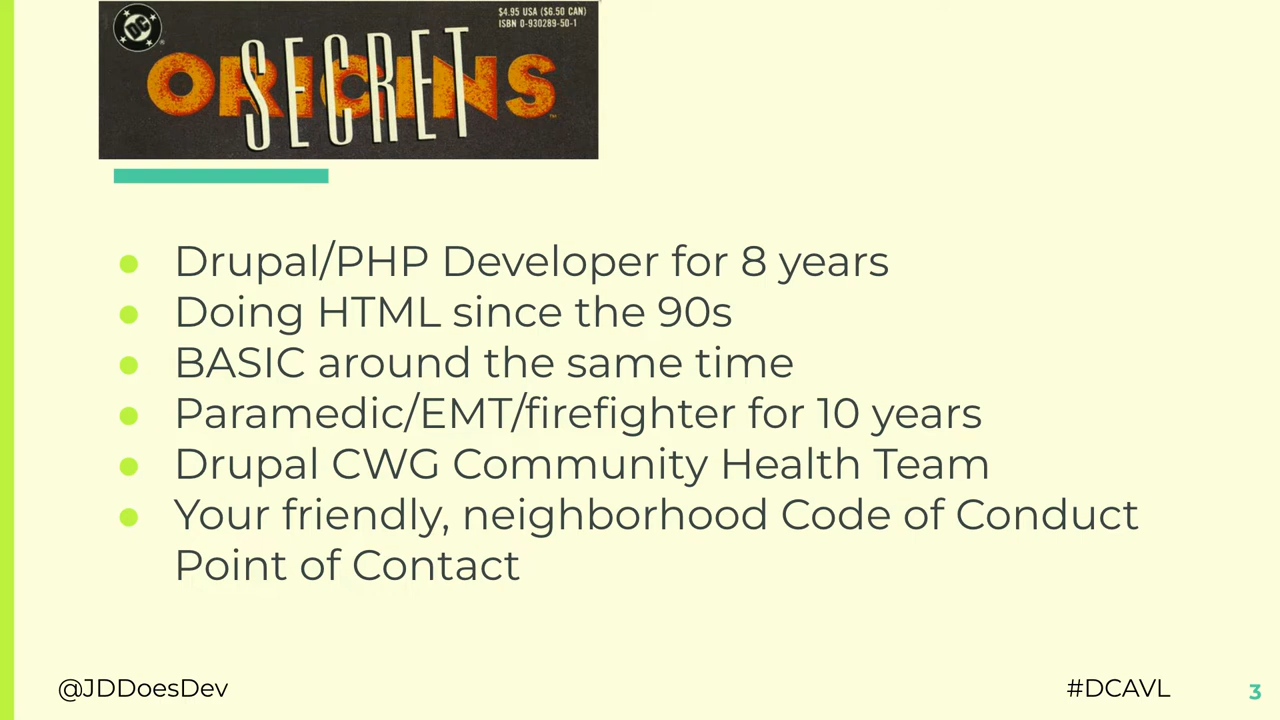 DC
$4.95 USA ($6.50 CAN)
ISBN 0-930289-50-1
SECRET
ORIGINS™
Drupal/PHP Developer for 8 years
Doing HTML since the 90s
BASIC around the same time
Paramedic/EMT/firefighter for 10 years
Drupal CWG Community Health Team
Your friendly, neighborhood Code of Conduct
Point of Contact
@JDDoesDev
#DCAVL
3